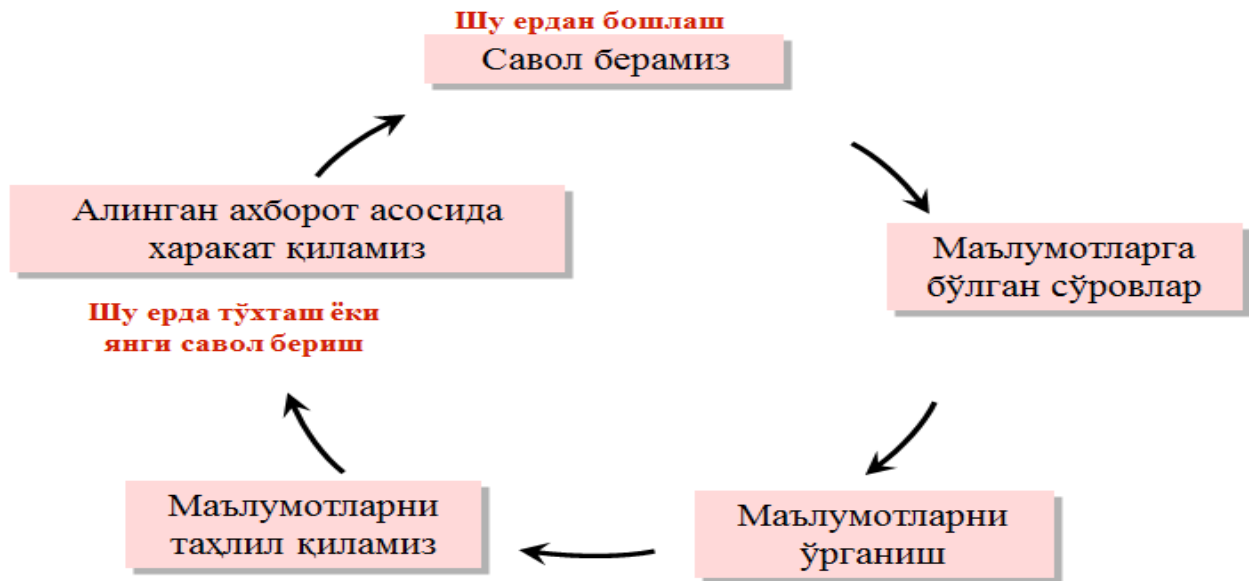 Шу ердан бошлаш
Савол берамиз
Маълумотларга
бўлган сўровлар
Маълумотларни
ўрганиш
Маълумотларни
таҳлил қиламиз
Алинган ахборот асосида
харакат қиламиз
Шу ерда тўхташ ёки
янги савол бериш